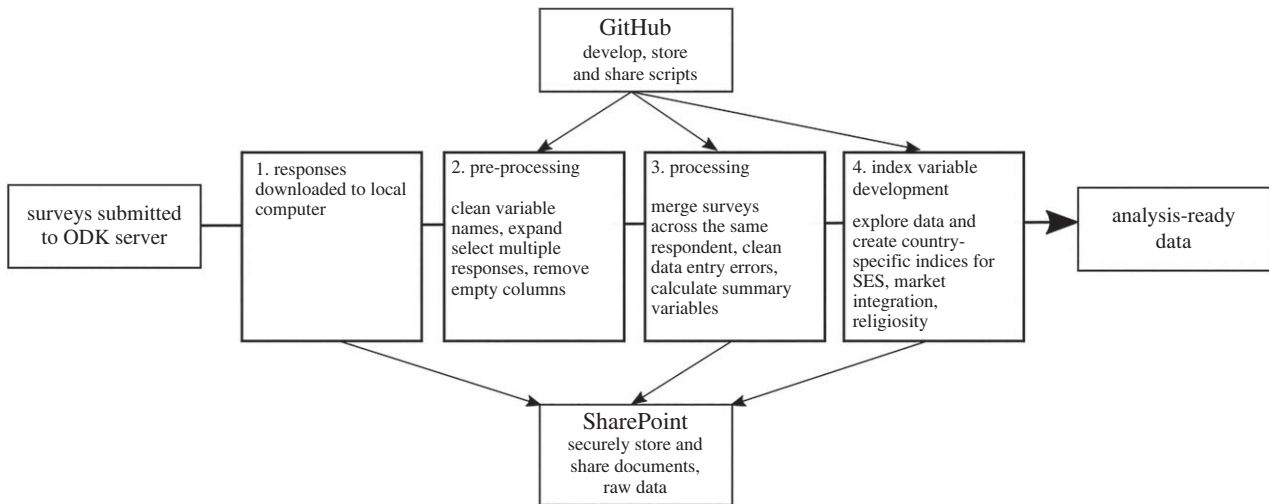 GitHub
develop, store
and share scripts
surveys submitted
to ODK server
1. responses
downloaded to local
computer
2. pre-processing
clean variable
names, expand
select multiple
responses, remove
empty columns
3. processing
merge surveys
across the same
respondent, clean
data entry errors,
calculate summary
variables
4. index variable
development
explore data and
create country-
specific indices for
SES, market
integration,
religiosity
analysis-ready
data
SharePoint
securely store and
share documents,
raw data